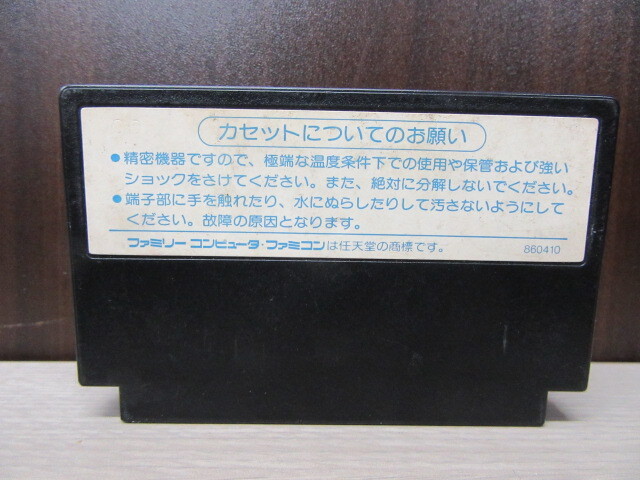 カセットについてのお願い
●精密機器ですので、極端な温度条件下での使用や保管および強い
ショックをさけてください。また、絶対に分解しないでください。
●端子部に手を触れたり、水にぬらしたりして汚さないようにして
ください。故障の原因となります。
ファミリーコンピュータ・ファミコンは任天堂の商標です。 860410